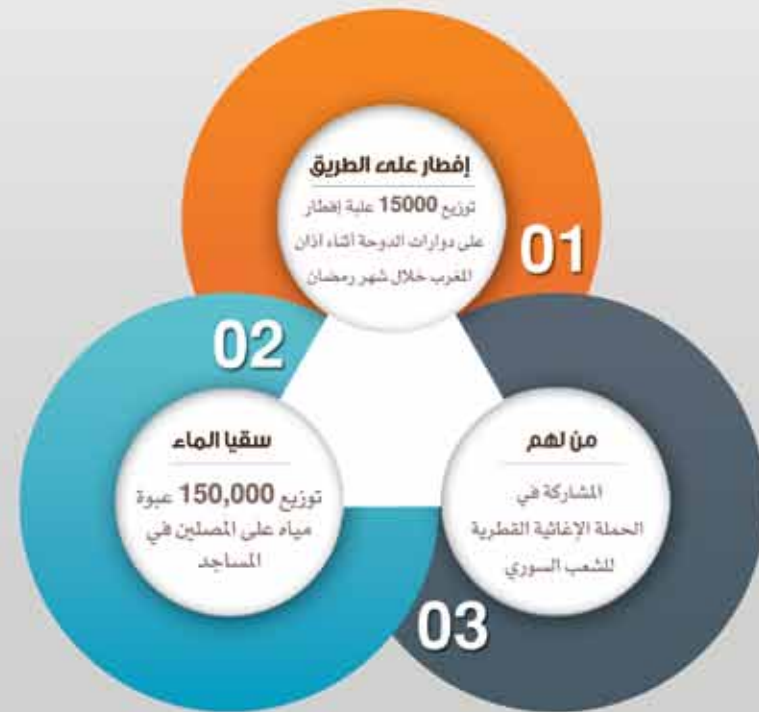 إفطار على الطريق
توزيع 15000 علبة إفطار
على دوارات الدوحة أثناء آذان
المغرب خلال شهر رمضان
01
02
سقيا الماء
توزيع 150,000 عبوة
مياه على المصلين في
المساجد
من لهم
المشاركة في
الحملة الإغاثية القطرية
للشعب السوري
03